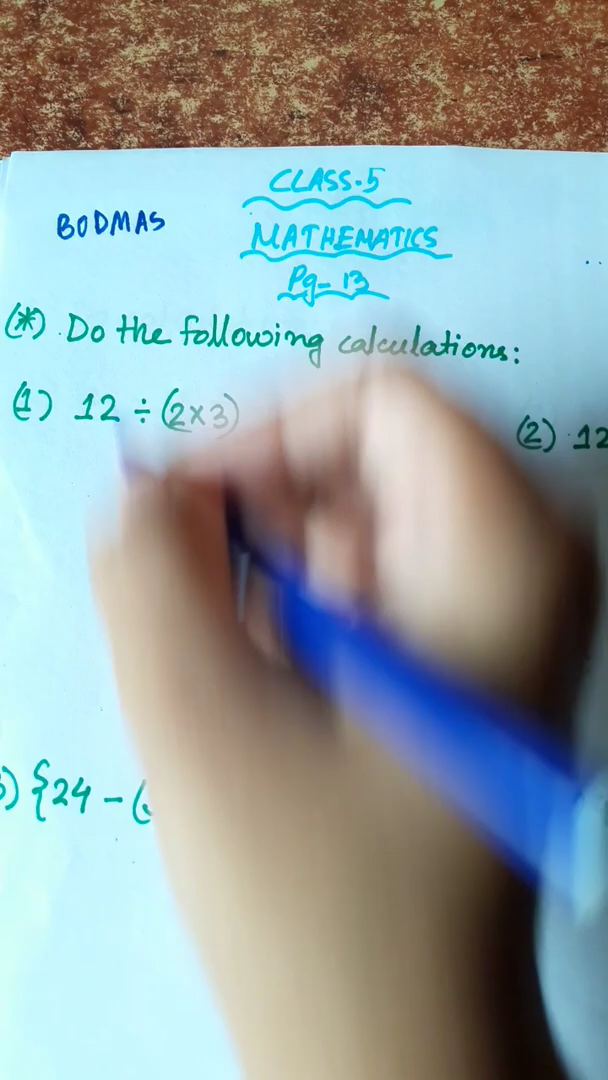 CLASS-5
BODMAS
MATHEMATICS
Pg- 13
(*) Do the following calculations:
(1) 12 ÷ (2×3)
(2) 12
) {24 - (